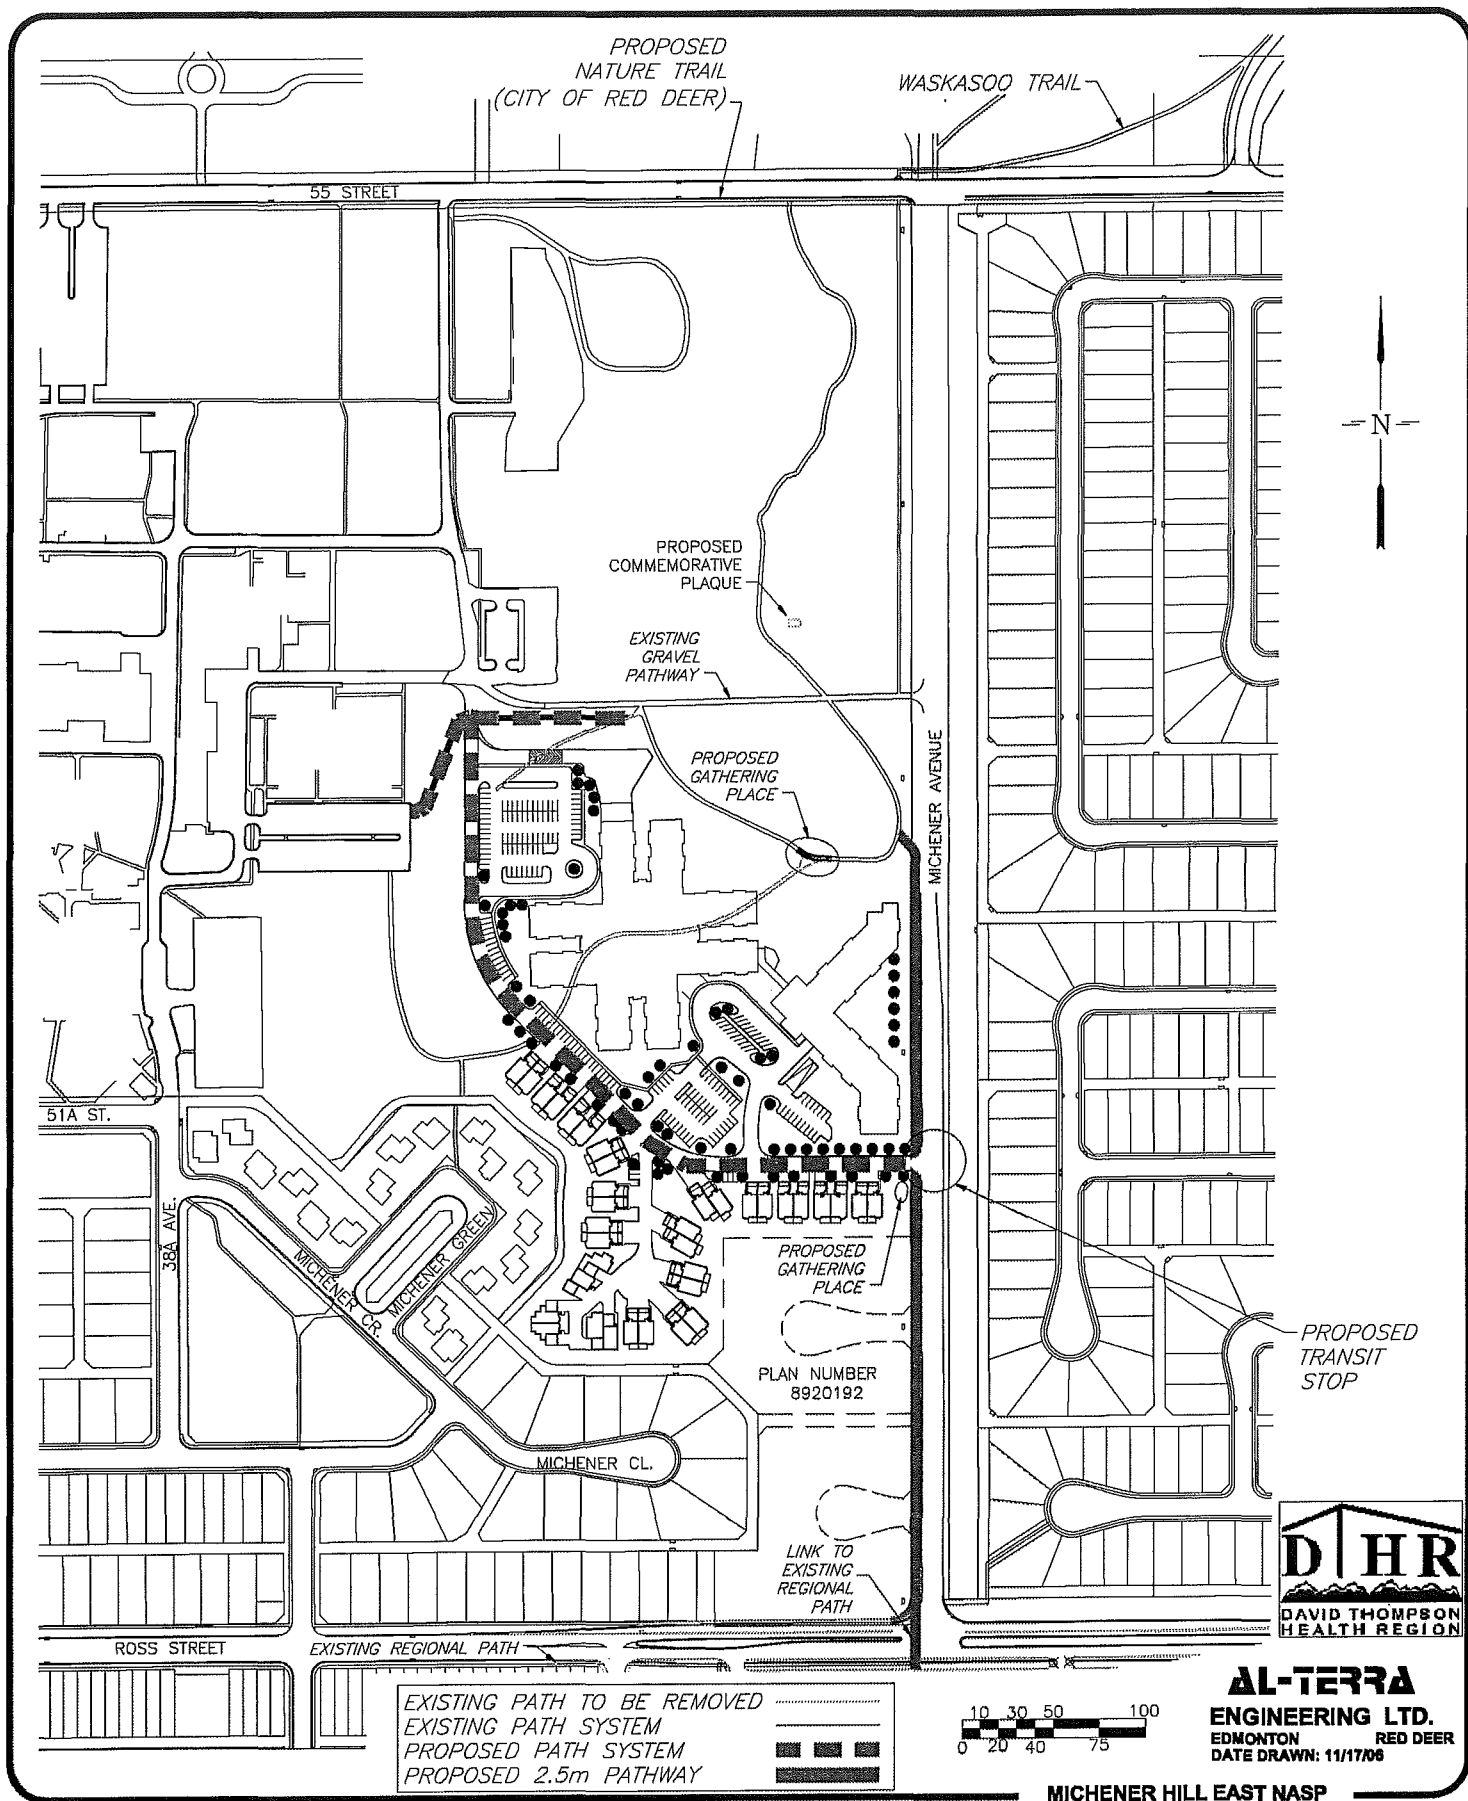 PROPOSED
NATURE TRAIL
(CITY OF RED DEER)
WASKASOO TRAIL
55 STREET
N
PROPOSED
COMMEMORATIVE
PLAQUE
EXISTING
GRAVEL
PATHWAY
PROPOSED
GATHERING
PLACE
MICHENER AVENUE
51A ST.
38A AVE.
MICHENER CR.
MICHENER GREEN
PROPOSED
GATHERING
PLACE
PROPOSED
TRANSIT
STOP
PLAN NUMBER
8920192
MICHENER CL.
LINK TO
EXISTING
REGIONAL
PATH
ROSS STREET
EXISTING REGIONAL PATH
DTHR
DAVID THOMPSON
HEALTH REGION
EXISTING PATH TO BE REMOVED
EXISTING PATH SYSTEM
PROPOSED PATH SYSTEM
PROPOSED 2.5m PATHWAY
10 30 50 100
0 20 40 75
AL-TERRA
ENGINEERING LTD.
EDMONTON RED DEER
DATE DRAWN: 11/17/06
MICHENER HILL EAST NASP